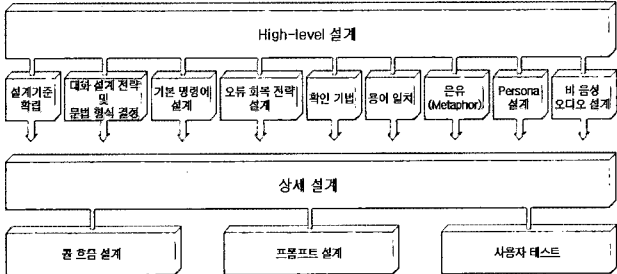 High-level 설계
설계기준
확립
대화 설계 전략
및
문법 형식 결정
기본 명령어
설계
오류 회복 전략
설계
확인 기법
용어 일치
은유
(Metaphor)
Persona
설계
비 음성
오디오 설계
상세 설계
콜 흐름 설계
프롬프트 설계
사용자 테스트